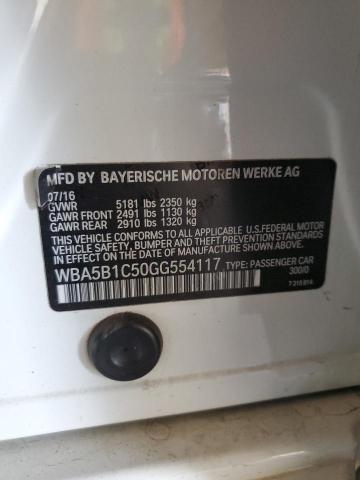 MFD BY BAYERISCHE MOTOREN WERKE AG
07/16
GVWR 5181 lbs 2350 kg
GAWR FRONT 2491 lbs 1130 kg
GAWR REAR 2910 lbs 1320 kg
THIS VEHICLE CONFORMS TO ALL APPLICABLE U.S.FEDERAL MOTOR
VEHICLE SAFETY, BUMPER, AND THEFT PREVENTION STANDARDS
IN EFFECT ON THE DATE OF MANUFACTURE SHOWN ABOVE.
WBA5B1C50GG554117 TYPE: PASSENGER CAR
300/0